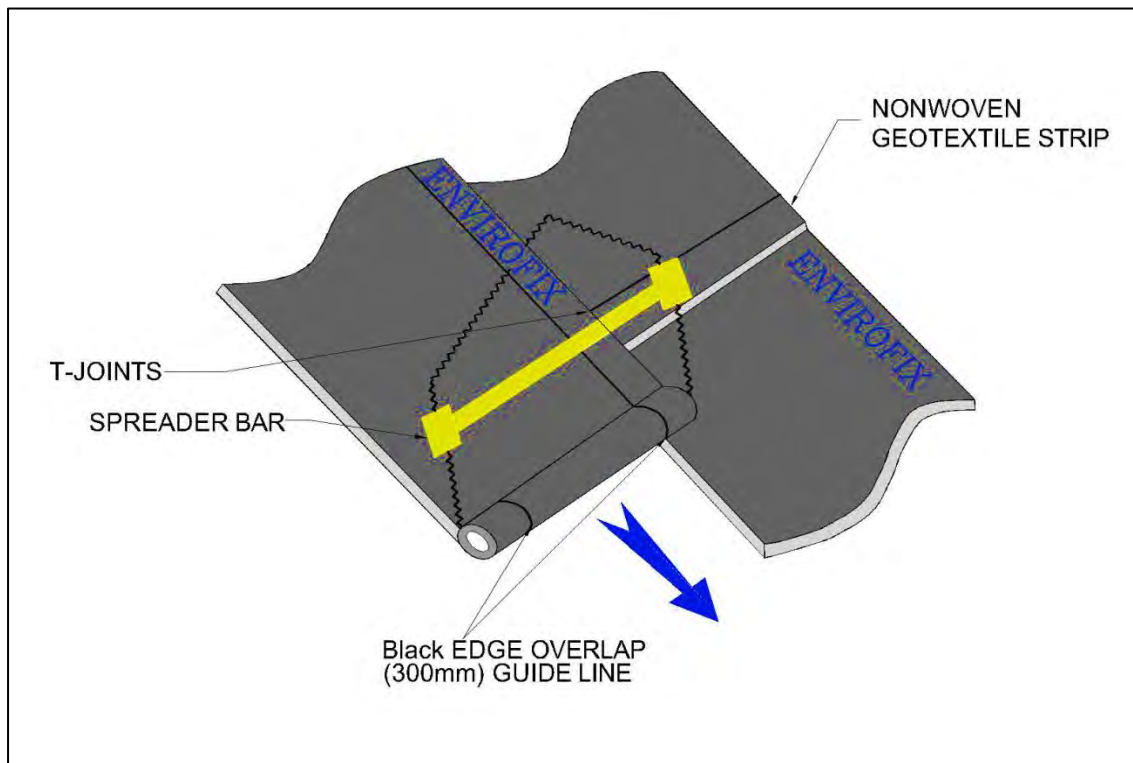 NONWOVEN
GEOTEXTILE STRIP
ENVIROFIX
ENVIROFIX
T-JOINTS
SPREADER BAR
Black EDGE OVERLAP
(300mm) GUIDE LINE